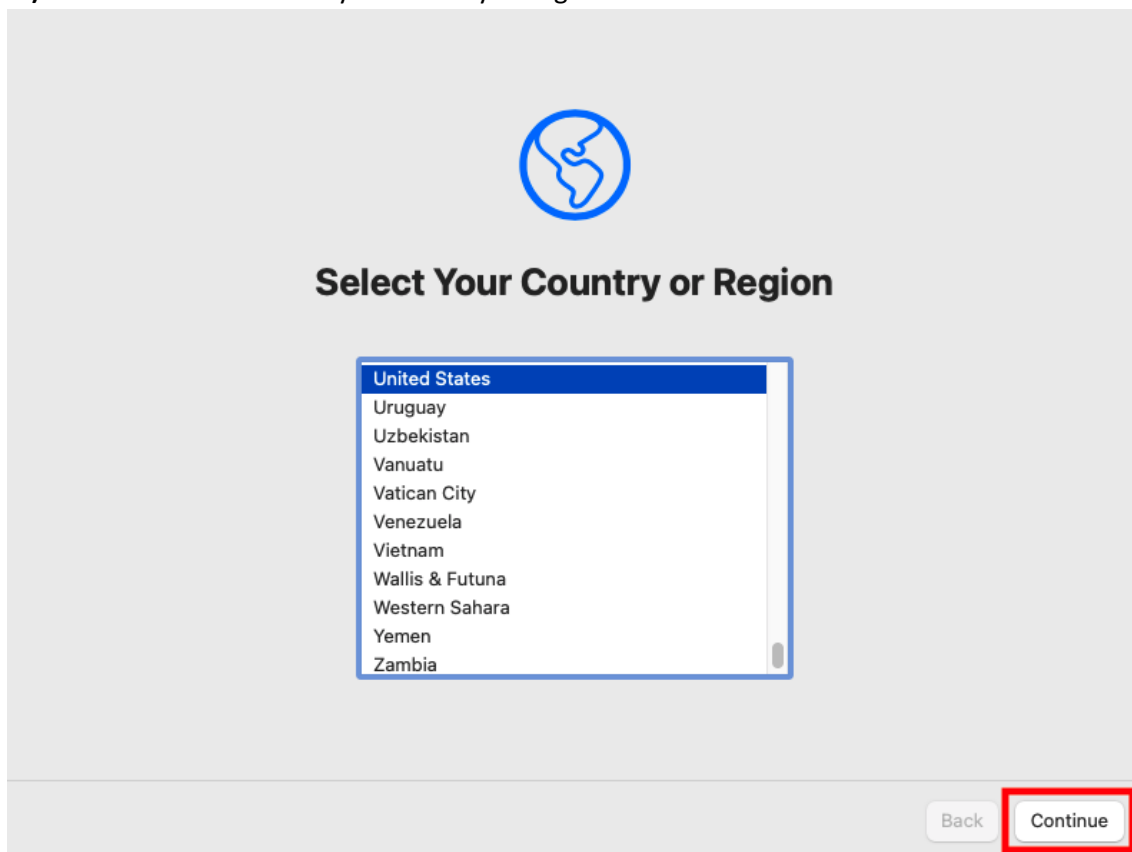 Select Your Country or Region
United States
Uruguay
Uzbekistan
Vanuatu
Vatican City
Venezuela
Vietnam
Wallis & Futuna
Western Sahara
Yemen
Zambia
Back Continue